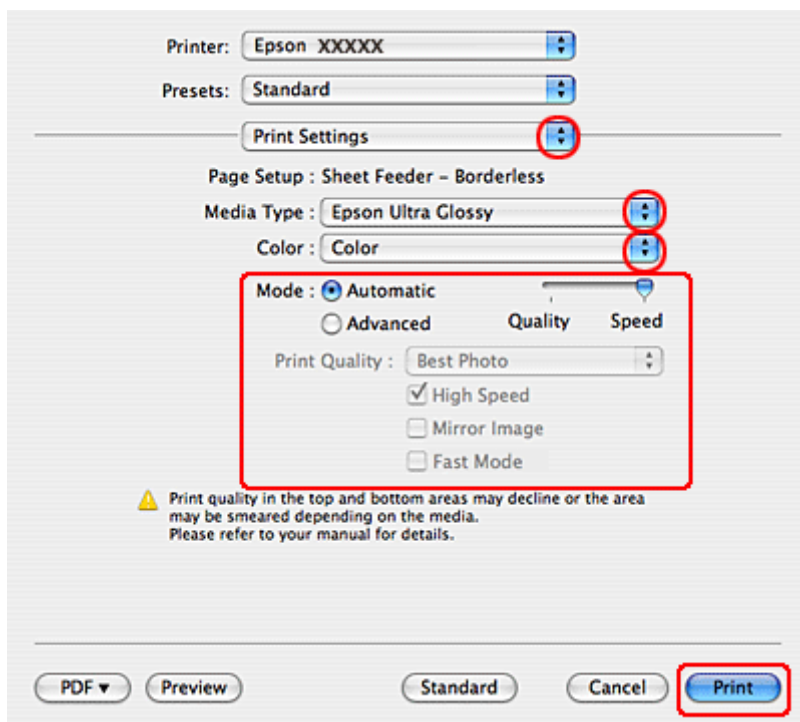 Printer: Epson XXXXX
Presets: Standard
Print Settings
Page Setup : Sheet Feeder – Borderless
Media Type : Epson Ultra Glossy
Color : Color
Mode : Automatic
Advanced Quality Speed
Print Quality : Best Photo
High Speed
Mirror Image
Fast Mode
Print quality in the top and bottom areas may decline or the area
may be smeared depending on the media.
Please refer to your manual for details.
PDF ▾ Preview Standard Cancel Print